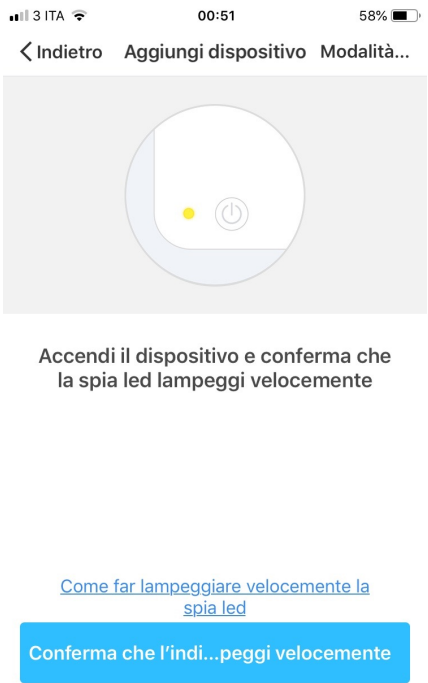 3 ITA 00:51 58%
Indietro Aggiungi dispositivo Modalità...
Accendi il dispositivo e conferma che
la spia led lampeggi velocemente
Come far lampeggiare velocemente la
spia led
Conferma che l'indi...peggi velocemente